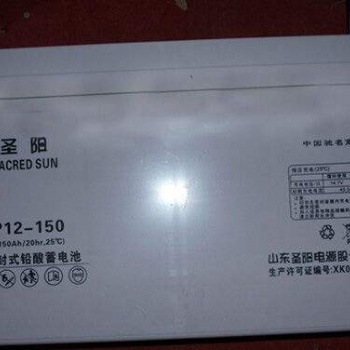 圣阳
ACRED SUN
中国驰名商
P12-150
150Ah/20hr,25℃)
封式铅酸蓄电池
山东圣阳电源股
生产许可证编号:XK0